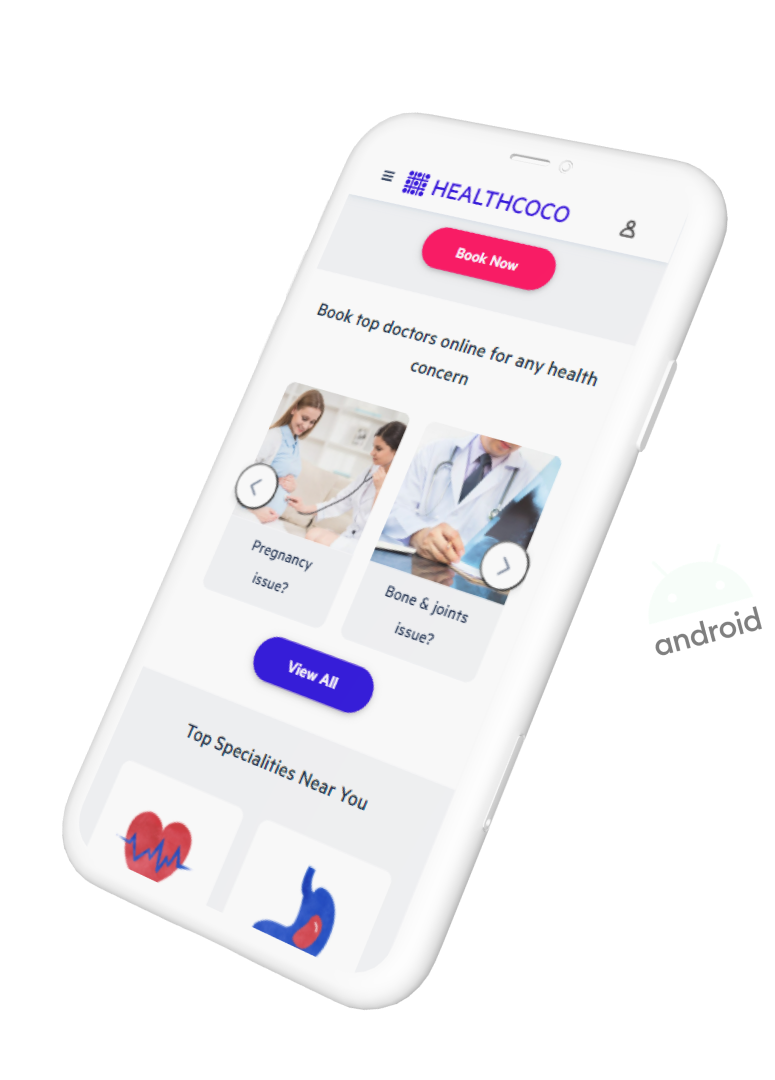 HEALTHCOCO
Book Now
Book top doctors online for any health
concern
Pregnancy
issue?
Bone & joints
issue?
View All
Top Specialities Near You
android